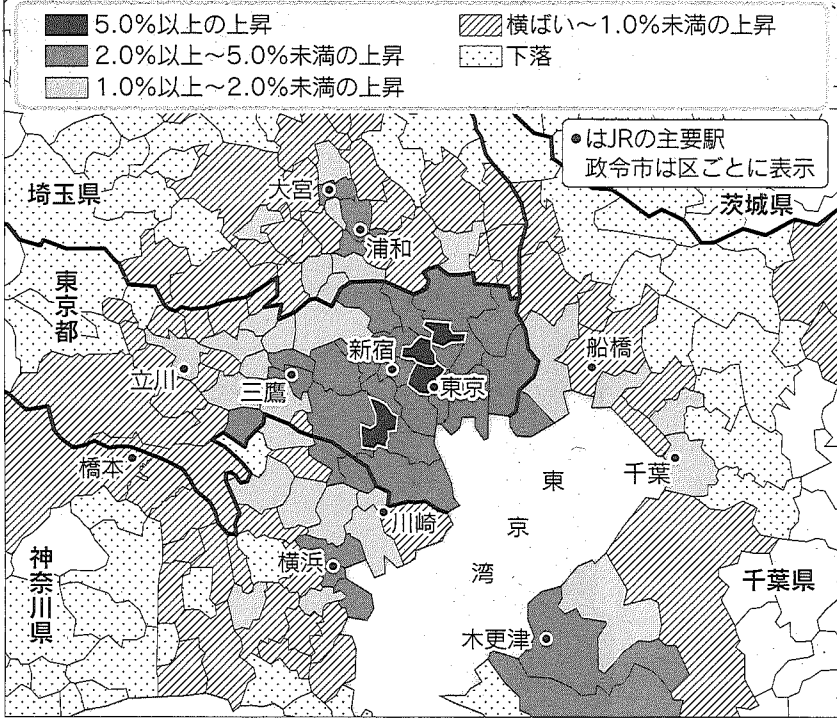 5.0%以上の上昇
2.0%以上～5.0%未満の上昇
1.0%以上～2.0%未満の上昇
横ばい～1.0%未満の上昇
下落
●はJRの主要駅
政令市は区ごとに表示
埼玉県
大宮
浦和
茨城県
東京都
立川
三鷹
新宿
東京
船橋
橋本
川崎
千葉
東京湾
神奈川県
横浜
木更津
千葉県